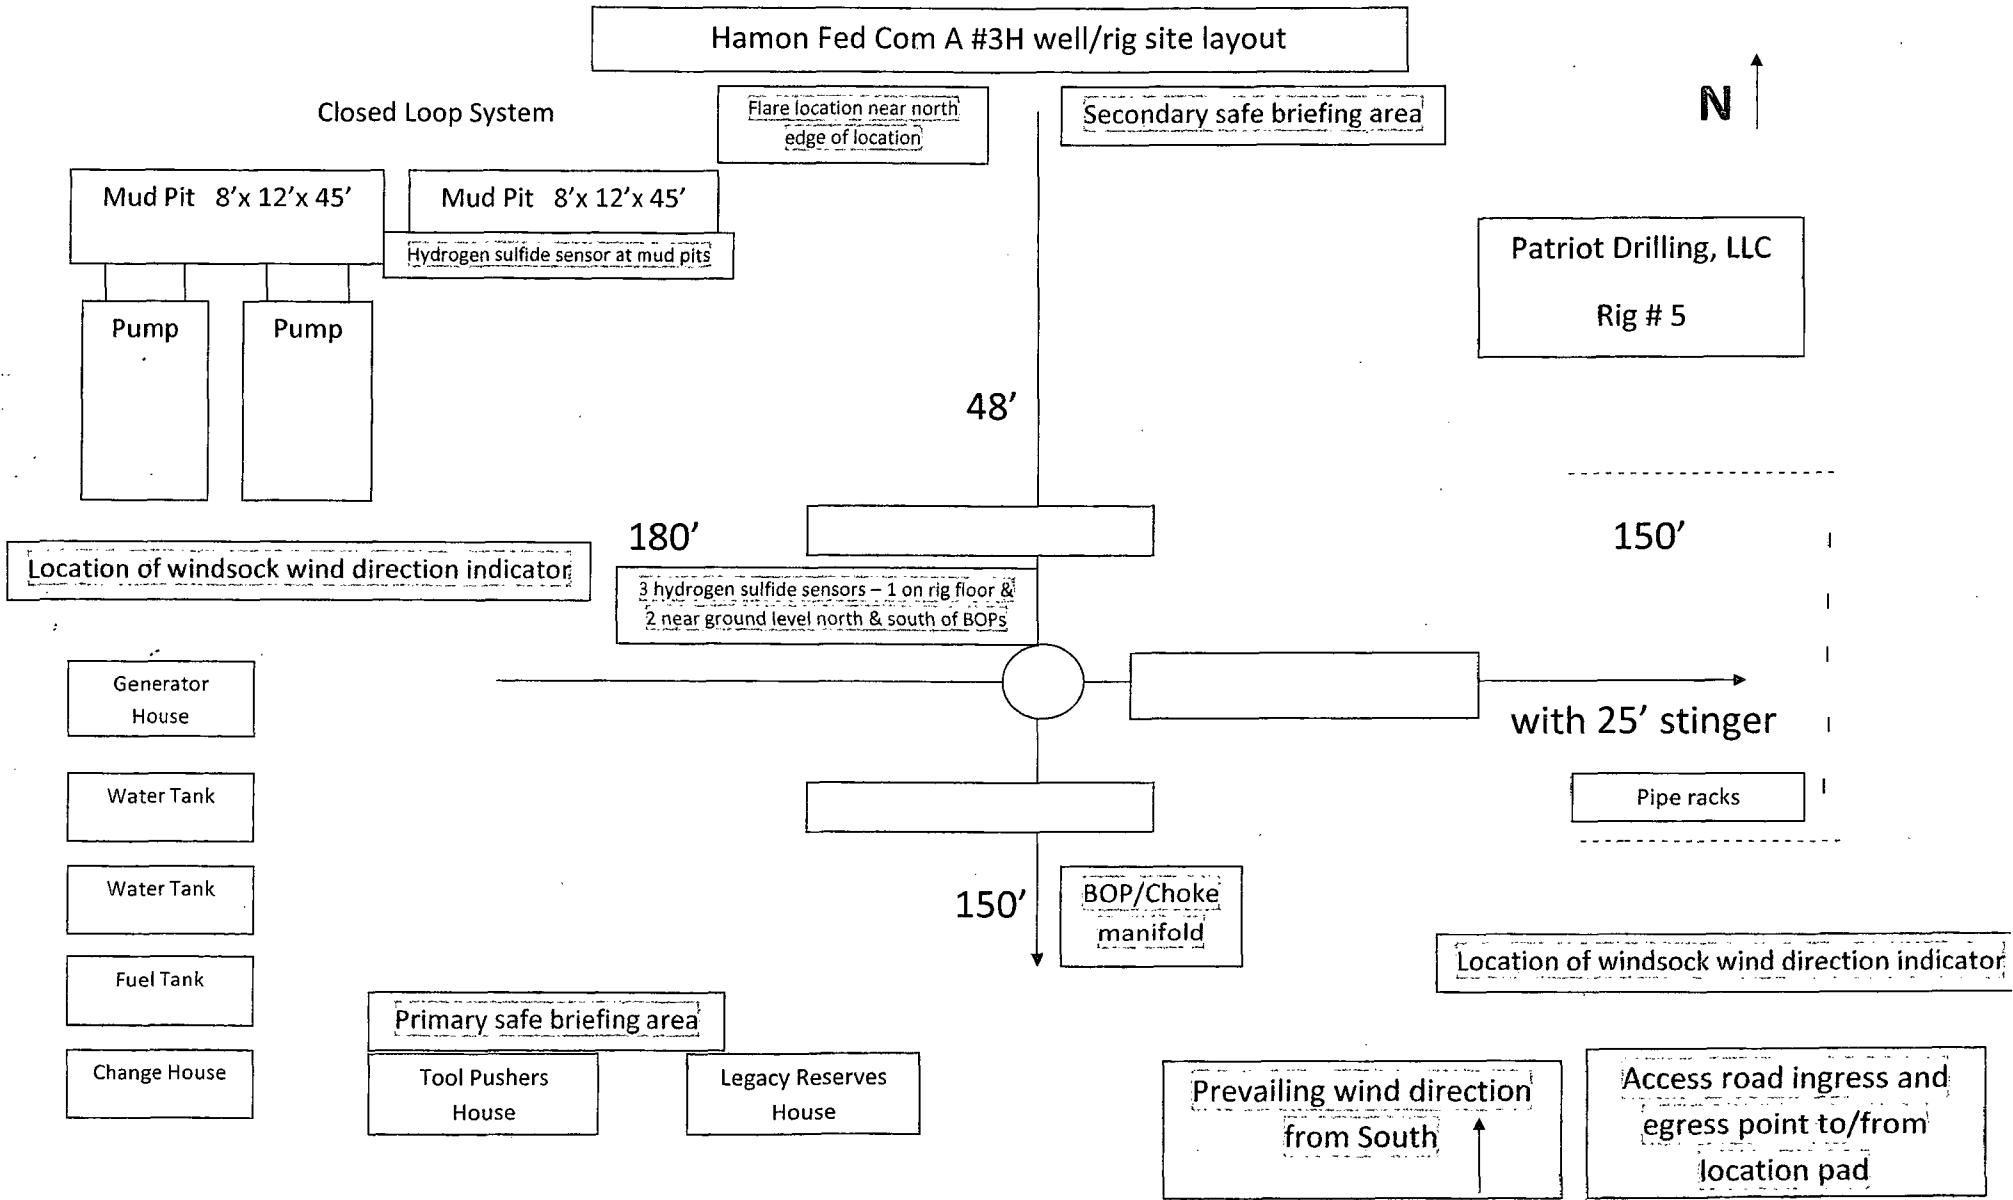 Hamon Fed Com A #3H well/rig site layout
Closed Loop System
Flare location near north
edge of location
Secondary safe briefing area
N
Mud Pit 8’x 12’x 45’
Mud Pit 8’x 12’x 45’
Hydrogen sulfide sensor at mud pits
Patriot Drilling, LLC
Rig # 5
Pump
Pump
48’
180’
150’
Location of windsock wind direction indicator
3 hydrogen sulfide sensors – 1 on rig floor &
2 near ground level north & south of BOPs
Generator
House
with 25’ stinger
Water Tank
Pipe racks
Water Tank
150’
BOP/Choke
manifold
Location of windsock wind direction indicator
Fuel Tank
Primary safe briefing area
Change House
Tool Pushers
House
Legacy Reserves
House
Prevailing wind direction
from South
Access road ingress and
egress point to/from
location pad